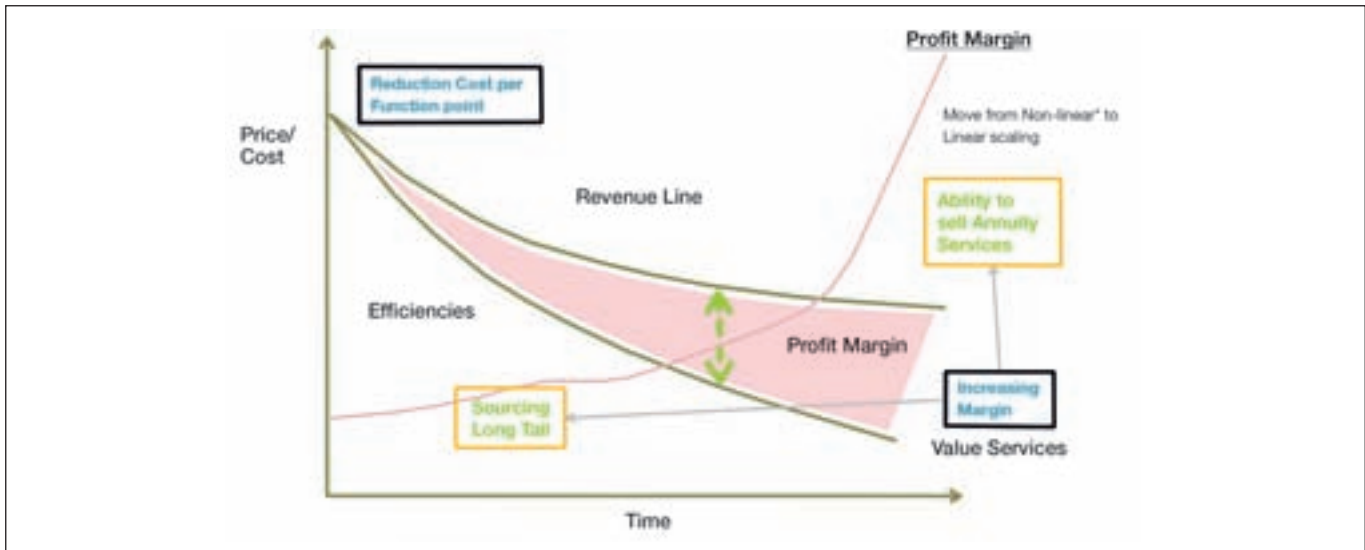 Profit Margin
Reduction Cost per
Function point
Move from Non-linear* to
Linear scaling
Price/
Cost
Revenue Line
Ability to
sell Annuity
Services
Efficiencies
Profit Margin
Sourcing
Long Tail
Increasing
Margin
Value Services
Time